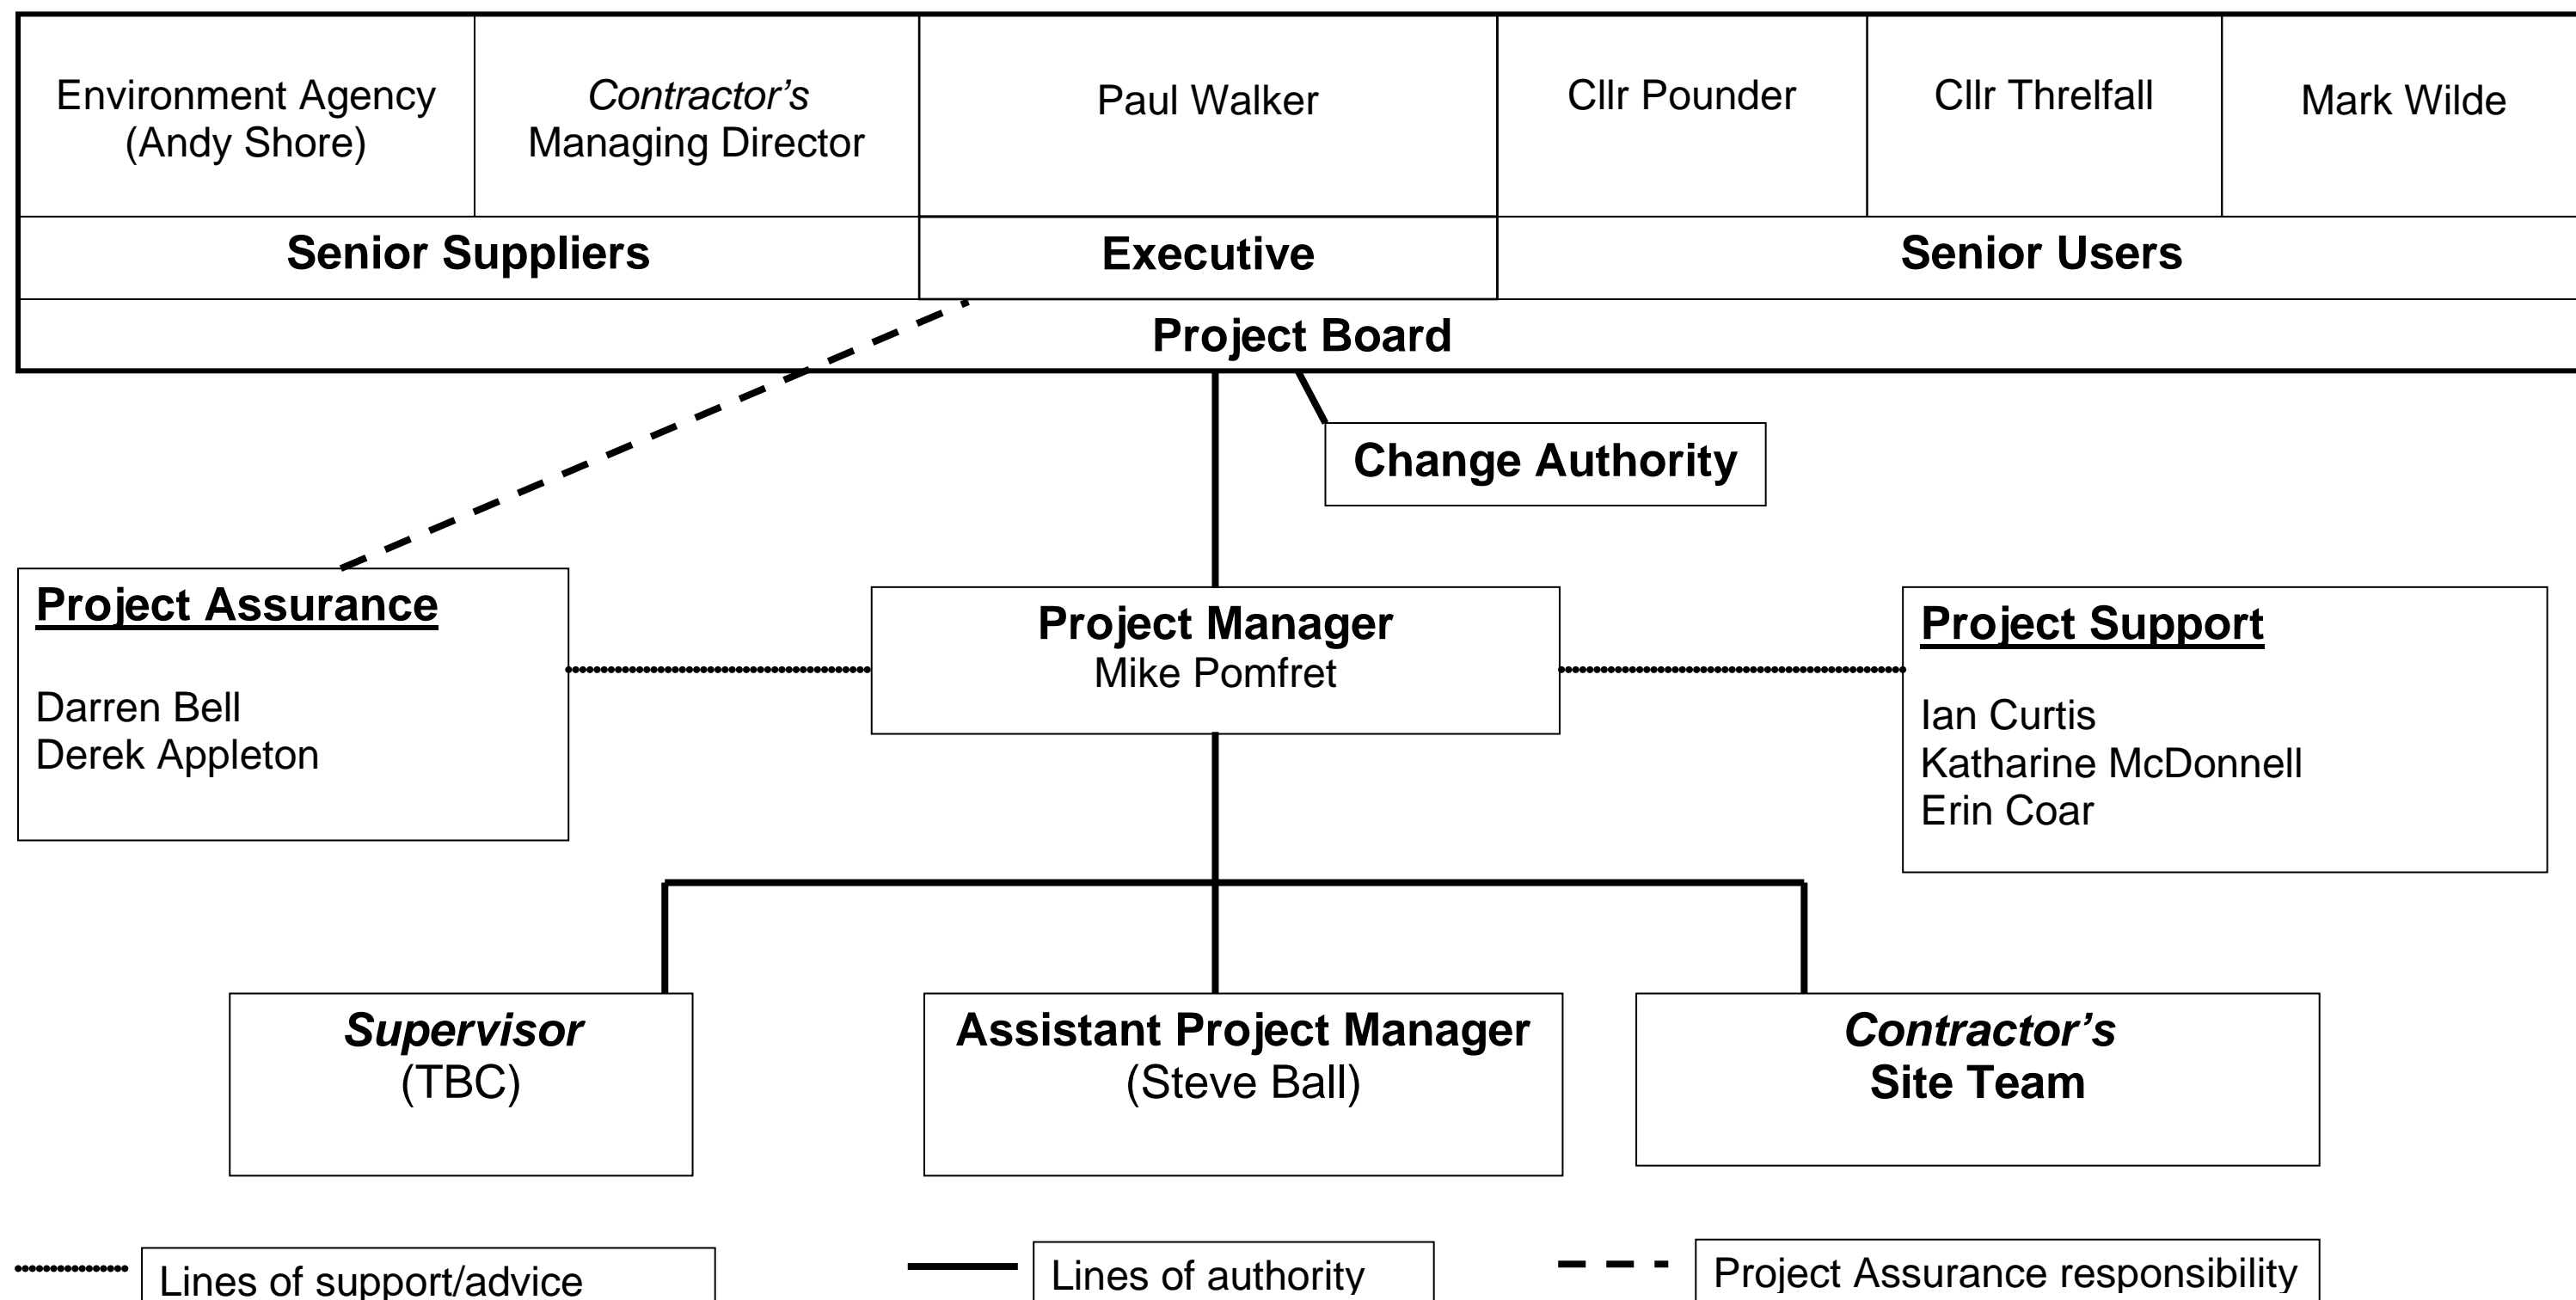 Environment Agency
(Andy Shore)
Contractor’s
Managing Director
Paul Walker
Cllr Pounder
Cllr Threlfall
Mark Wilde
Senior Suppliers
Executive
Senior Users
Project Board
Change Authority
Project Assurance
Darren Bell
Derek Appleton
Project Manager
Mike Pomfret
Project Support
Ian Curtis
Katharine McDonnell
Erin Coar
Supervisor
(TBC)
Assistant Project Manager
(Steve Ball)
Contractor’s
Site Team
Lines of support/advice
Lines of authority
Project Assurance responsibility